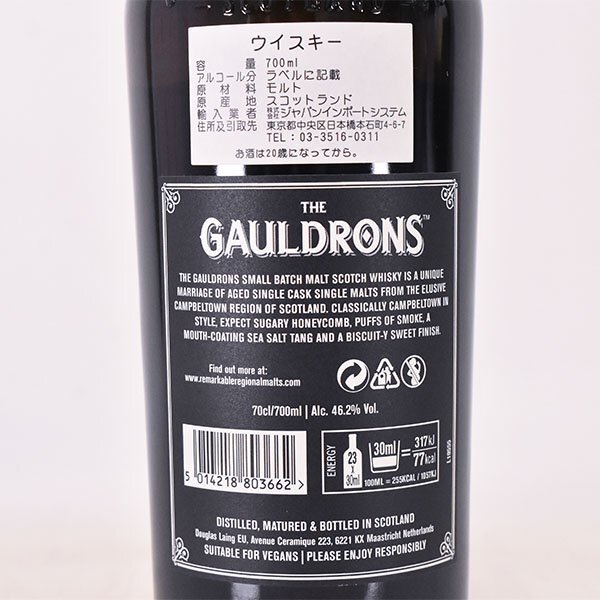 SCOTLAND
ウイスキー
容量 700ml
アルコール分 ラベルに記載
原材料 モルト
原産地 スコットランド
輸入業者 株式会社ジャパンインポートシステム
住所及引取先 東京都中央区日本橋本石町4-6-7
TEL：03-3516-0311
お酒は20歳になってから。
THE
GAULDRONS™
THE GAULDRONS SMALL BATCH MALT SCOTCH WHISKY IS A UNIQUE
MARRIAGE OF AGED SINGLE CASK SINGLE MALTS FROM THE ELUSIVE
CAMPBELTOWN REGION OF SCOTLAND. CLASSICALLY CAMPBELTOWN IN
STYLE, EXPECT SUGARY HONEYCOMB, PUFFS OF SMOKE, A
MOUTH-COATING SEA SALT TANG AND A BISCUIT-Y SWEET FINISH.
Find out more at:
www.remarkableregionalmalts.com
70cl/700ml | Alc. 46.2% Vol.
5 014218 803662 >
ENERGY
23
x
30ml
30ml = 317kJ
77kcal
100ML = 255KCAL / 1057KJ
L18550
DISTILLED, MATURED & BOTTLED IN SCOTLAND
Douglas Laing EU, Avenue Ceramique 223, 6221 KX Maastricht Netherlands
SUITABLE FOR VEGANS | PLEASE ENJOY RESPONSIBLY